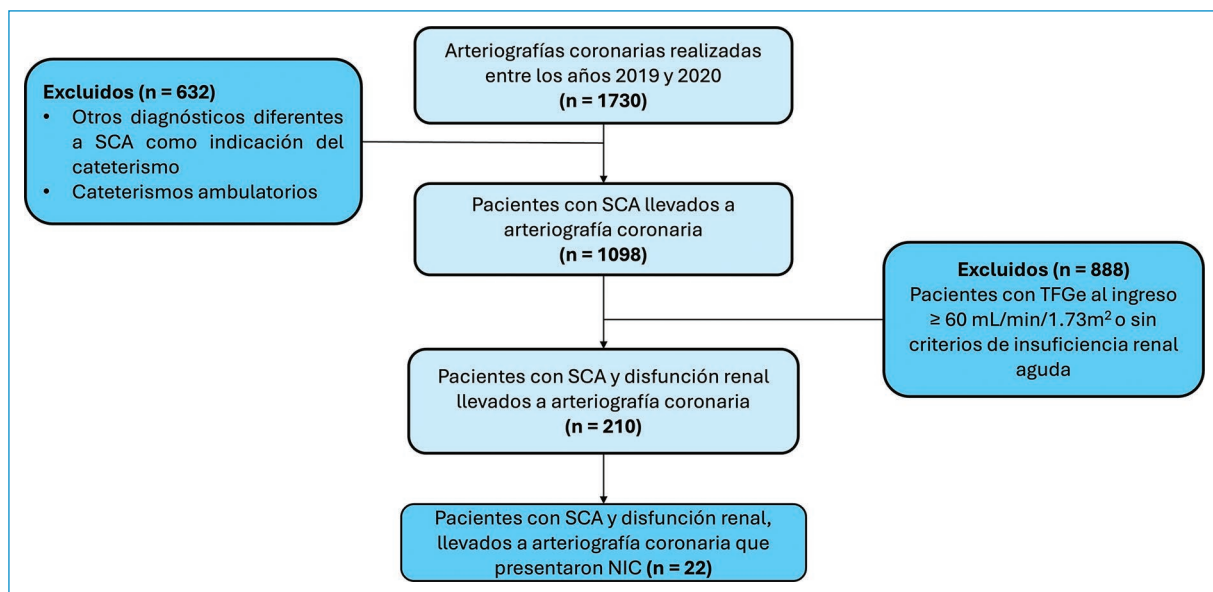 Arteriografías coronarias realizadas
entre los años 2019 y 2020
(n = 1730)
Excluidos (n = 632)
• Otros diagnósticos diferentes
a SCA como indicación del
cateterismo
• Cateterismos ambulatorios
Pacientes con SCA llevados a
arteriografía coronaria
(n = 1098)
Excluidos (n = 888)
Pacientes con TFGe al ingreso
≥ 60 mL/min/1.73m² o sin
criterios de insuficiencia renal
aguda
Pacientes con SCA y disfunción renal
llevados a arteriografía coronaria
(n = 210)
Pacientes con SCA y disfunción renal,
llevados a arteriografía coronaria que
presentaron NIC (n = 22)